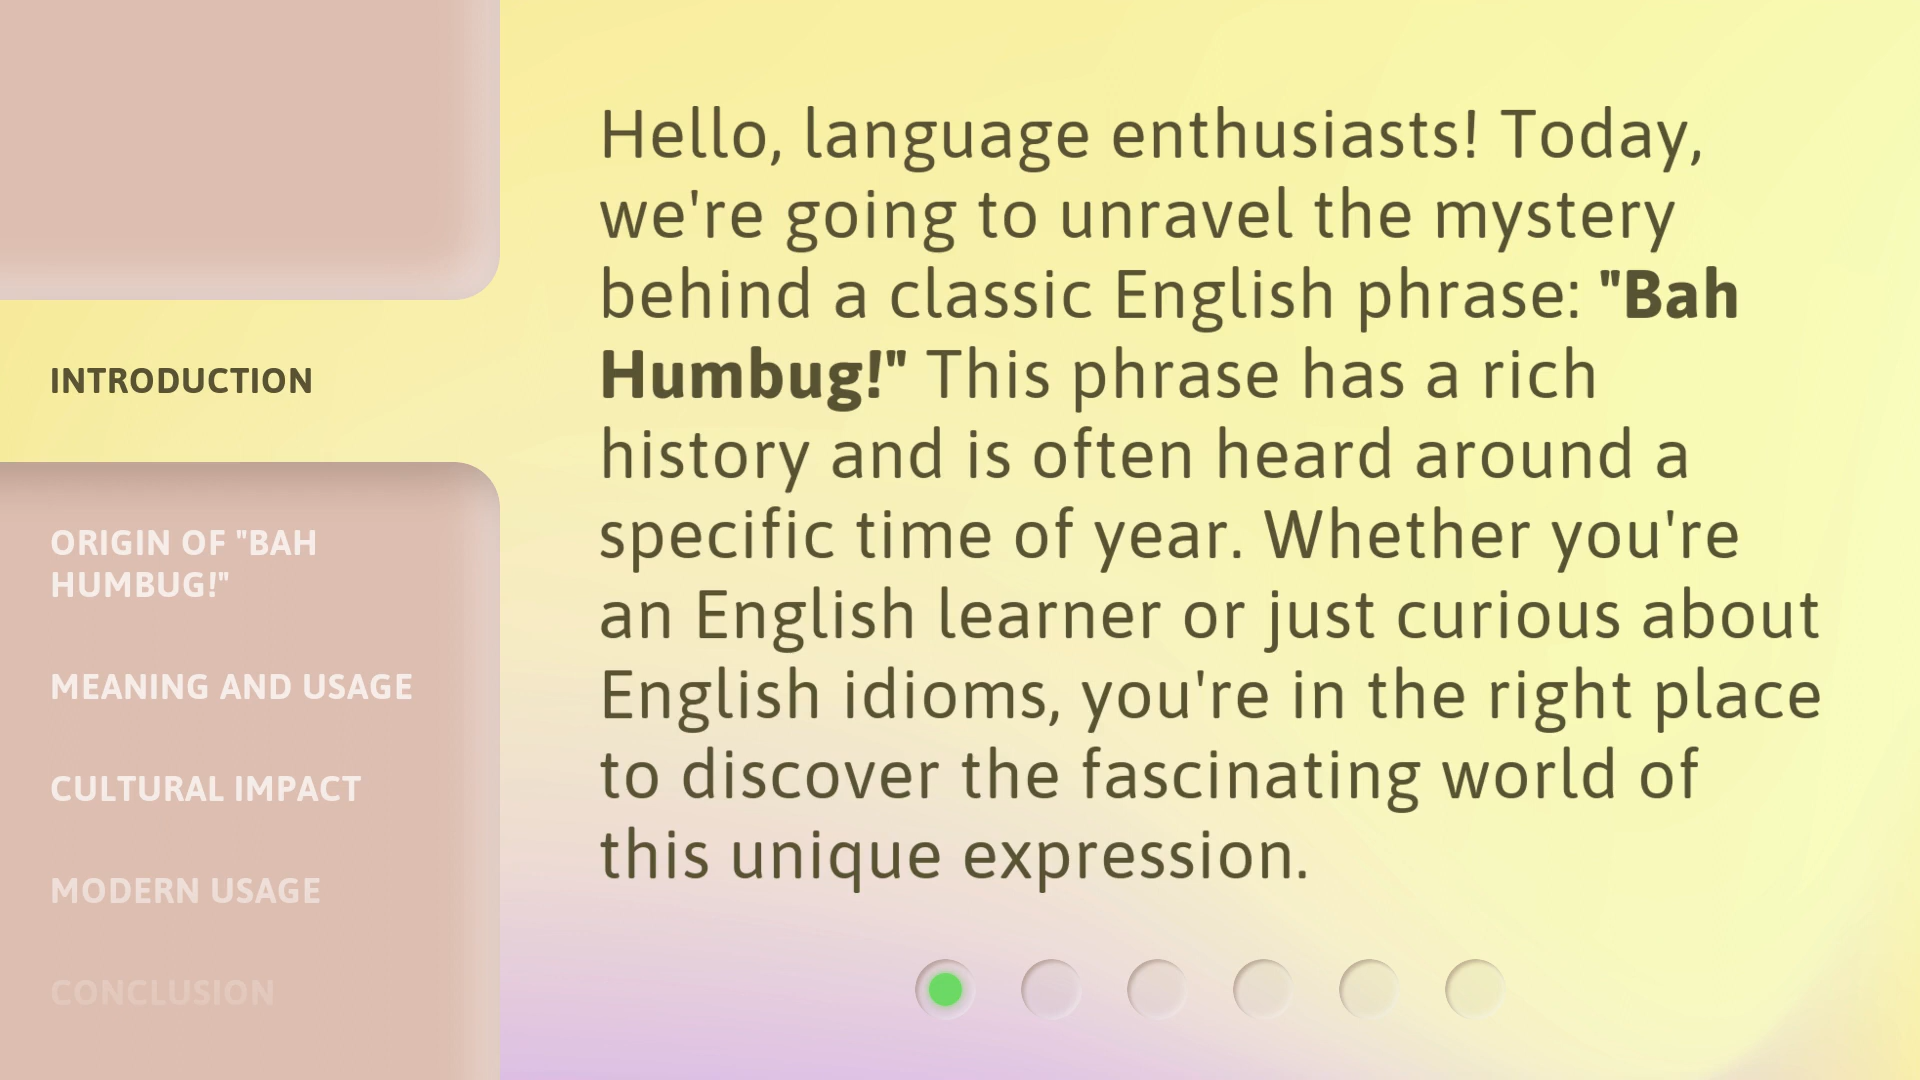 INTRODUCTION
ORIGIN OF "BAH
HUMBUG!"
MEANING AND USAGE
CULTURAL IMPACT
MODERN USAGE
CONCLUSION
Hello, language enthusiasts! Today,
we're going to unravel the mystery
behind a classic English phrase: "Bah
Humbug!" This phrase has a rich
history and is often heard around a
specific time of year. Whether you're
an English learner or just curious about
English idioms, you're in the right place
to discover the fascinating world of
this unique expression.